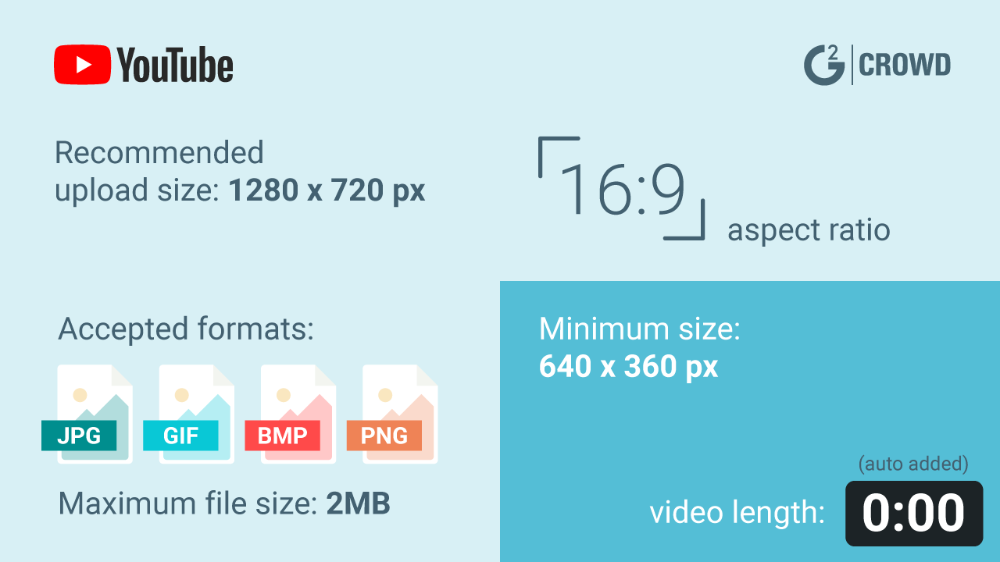 YouTube
G2 CROWD
Recommended
upload size: 1280 x 720 px
16:9
aspect ratio
Accepted formats:
JPG
GIF
BMP
PNG
Maximum file size: 2MB
Minimum size:
640 x 360 px
(auto added)
video length: 0:00